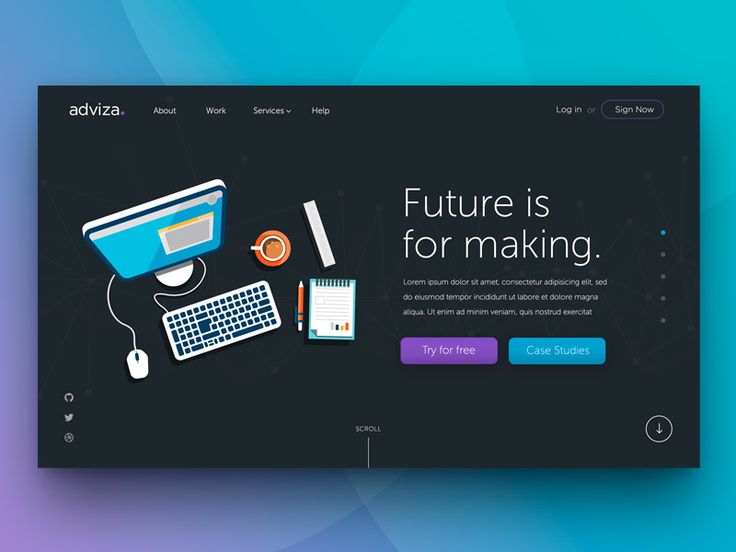 adviza.
About
Work
Services
Help
Log in or
Sign Now
Future is
for making.
Lorem ipsum dolor sit amet, consectetur adipisicing elit, sed
do eiusmod tempor incididunt ut labore et dolore magna
aliqua. Ut enim ad minim veniam, quis nostrud exercitat
Try for free
Case Studies
SCROLL